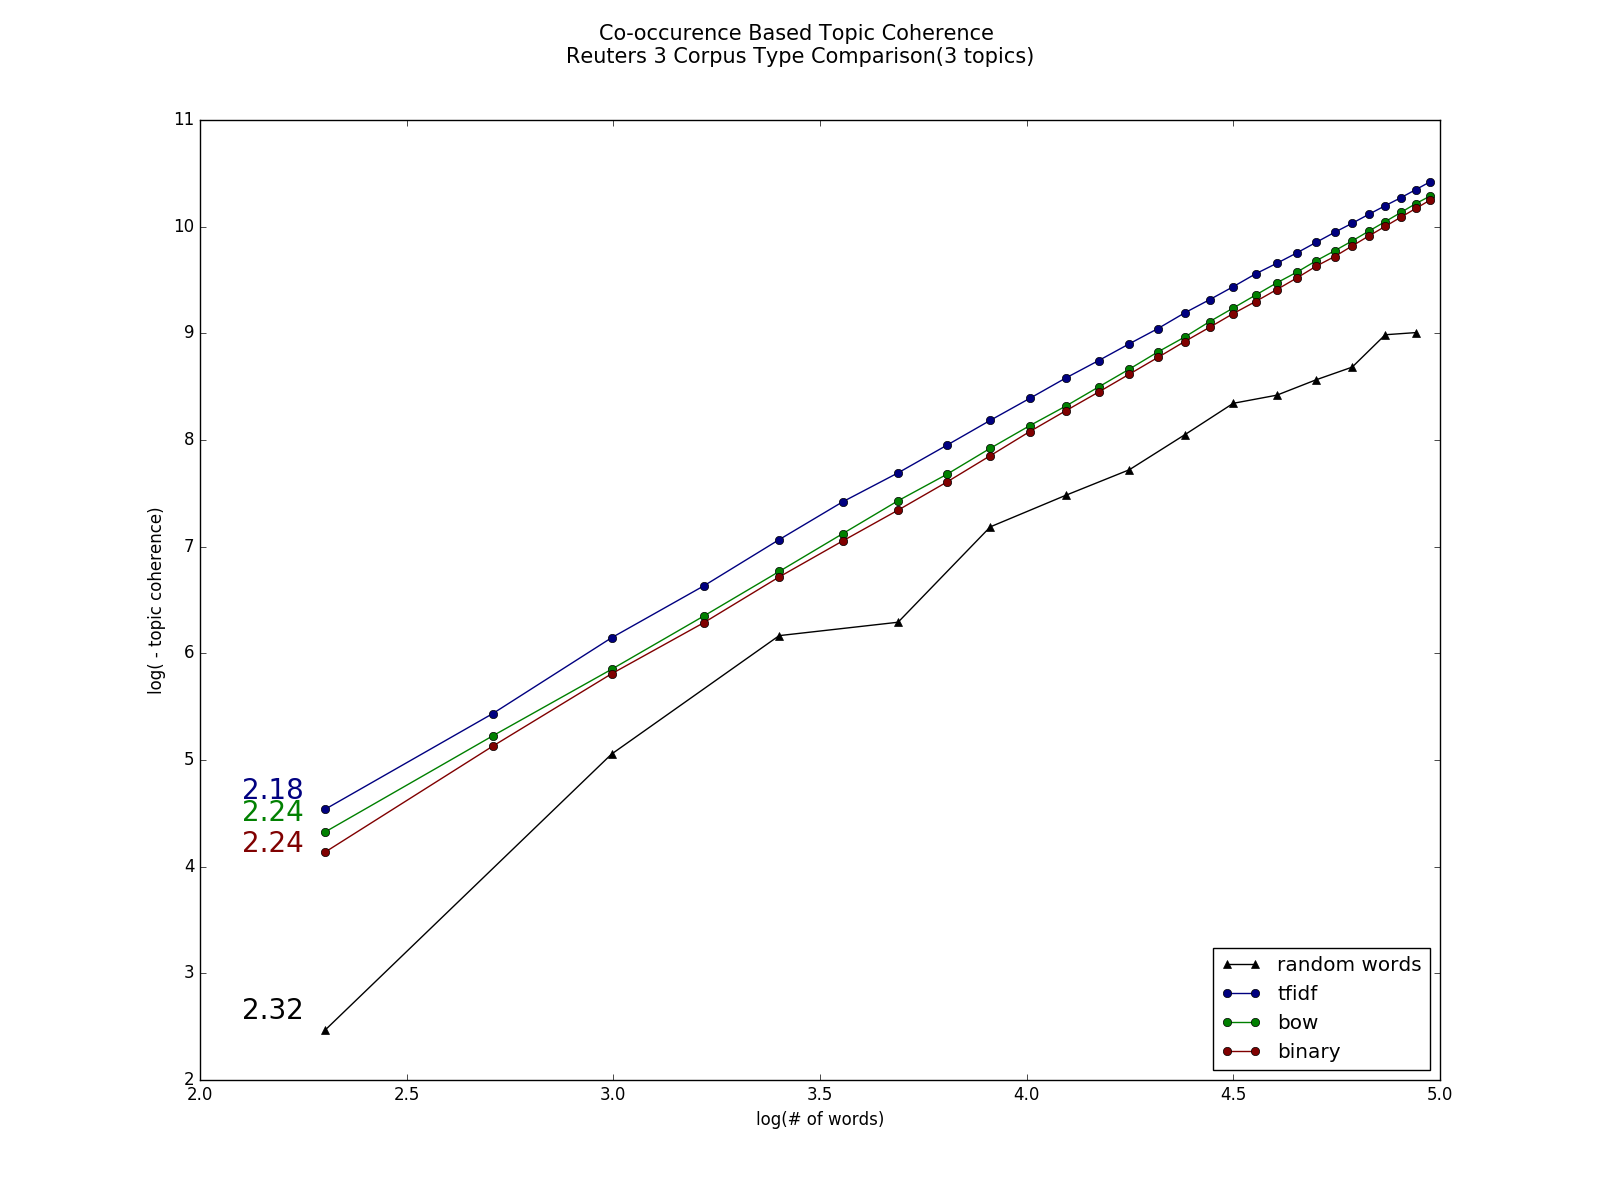 Co-occurence Based Topic Coherence
Reuters 3 Corpus Type Comparison(3 topics)
11
10
9
8
7
6
5
4
3
2
log( - topic coherence)
2.18
2.24
2.24
2.32
random words
tfidf
bow
binary
2.0 2.5 3.0 3.5 4.0 4.5 5.0
log(# of words)